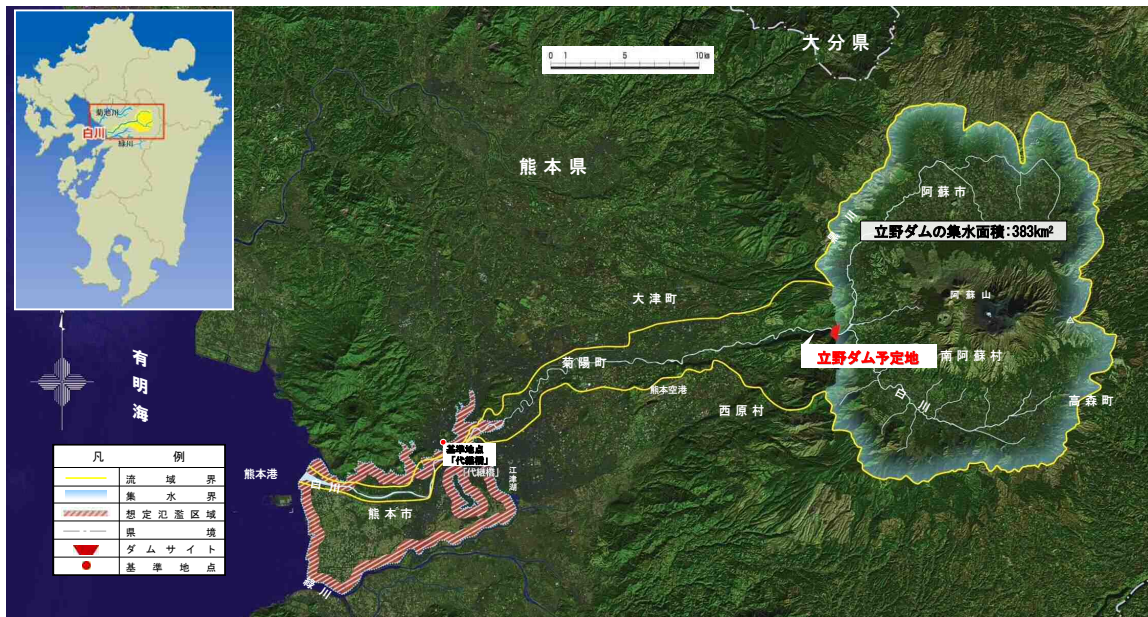 菊池川
白川
緑川
0 1 5 10㎞
大分県
熊本県
阿蘇市
黒川
立野ダムの集水面積:383km²
阿蘇山
大津町
立野ダム予定地
南阿蘇村
菊陽町
有明海
熊本空港
西原村
白川
高森町
基準地点
「代継橋」
「代継橋」
江津湖
熊本港
白川
熊本市
緑川
凡例
流域界
集水界
想定氾濫区域
県境
ダムサイト
基準地点